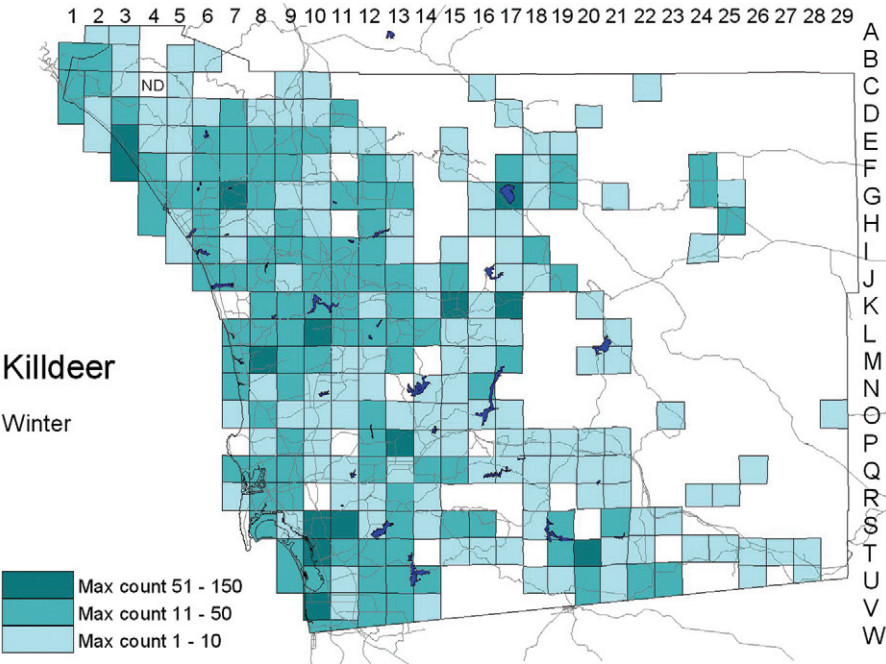 1 2 3 4 5 6 7 8 9 10 11 12 13 14 15 16 17 18 19 20 21 22 23 24 25 26 27 28 29
A
B
C
D
E
F
G
H
I
J
K
L
M
N
O
P
Q
R
S
T
U
V
W
ND
Killdeer
Winter
Max count 51 - 150
Max count 11 - 50
Max count 1 - 10